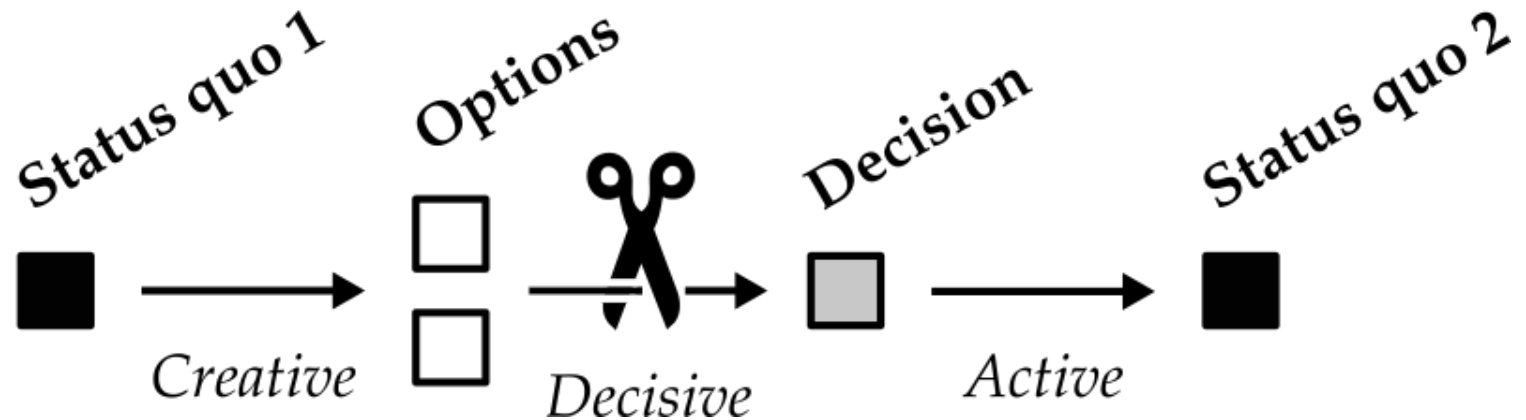 Status quo 1
Options
Decision
Status quo 2
Creative
Decisive
Active